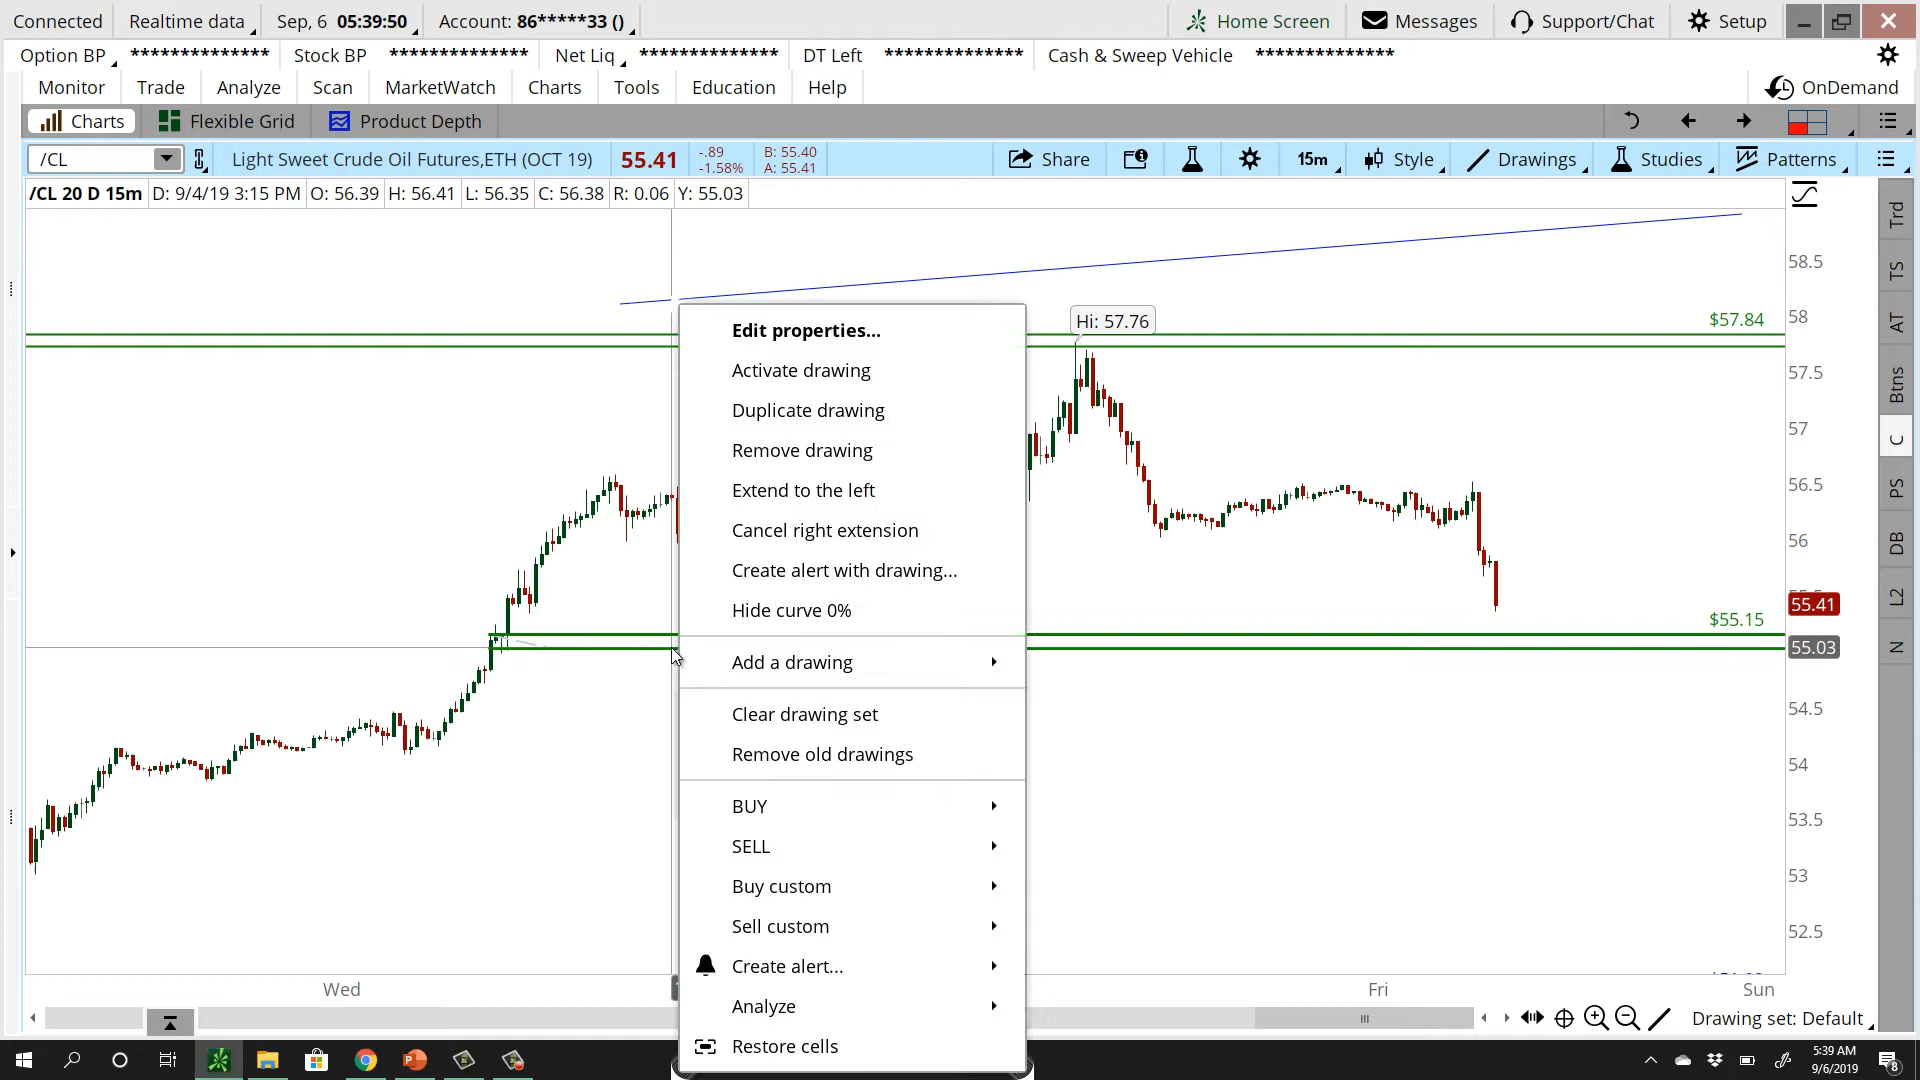 Connected Realtime data Sep, 6 05:39:50 Account: 86*****33 () Home Screen Messages Support/Chat Setup
Option BP ************** Stock BP ************** Net Liq ************** DT Left ************** Cash & Sweep Vehicle **************
Monitor Trade Analyze Scan MarketWatch Charts Tools Education Help OnDemand
Charts Flexible Grid Product Depth
/CL Light Sweet Crude Oil Futures,ETH (OCT 19) 55.41 -.89 B: 55.40 Share 15m Style Drawings Studies Patterns
-1.58% A: 55.41
/CL 20 D 15m D: 9/4/19 3:15 PM O: 56.39 H: 56.41 L: 56.35 C: 56.38 R: 0.06 Y: 55.03
Trd
58.5
TS
Hi: 57.76
$57.84
58
AT
Edit properties...
Activate drawing
57.5
Btns
Duplicate drawing
57
C
Remove drawing
Extend to the left
56.5
PS
Cancel right extension
56
DB
Create alert with drawing...
Hide curve 0%
55.41
L2
$55.15
55.03
N
Add a drawing
Clear drawing set
54.5
Remove old drawings
54
BUY
53.5
SELL
Buy custom
53
Sell custom
52.5
Create alert...
Wed Fri Sun
Analyze
Drawing set: Default
Restore cells
5:39 AM
9/6/2019
8